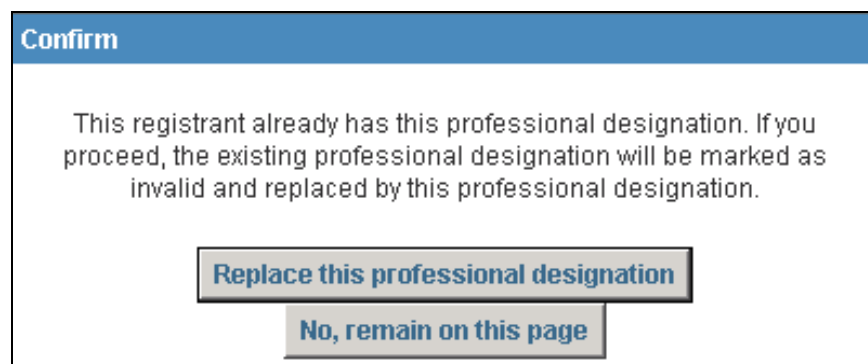 Confirm
This registrant already has this professional designation. If you
proceed, the existing professional designation will be marked as
invalid and replaced by this professional designation.
Replace this professional designation
No, remain on this page